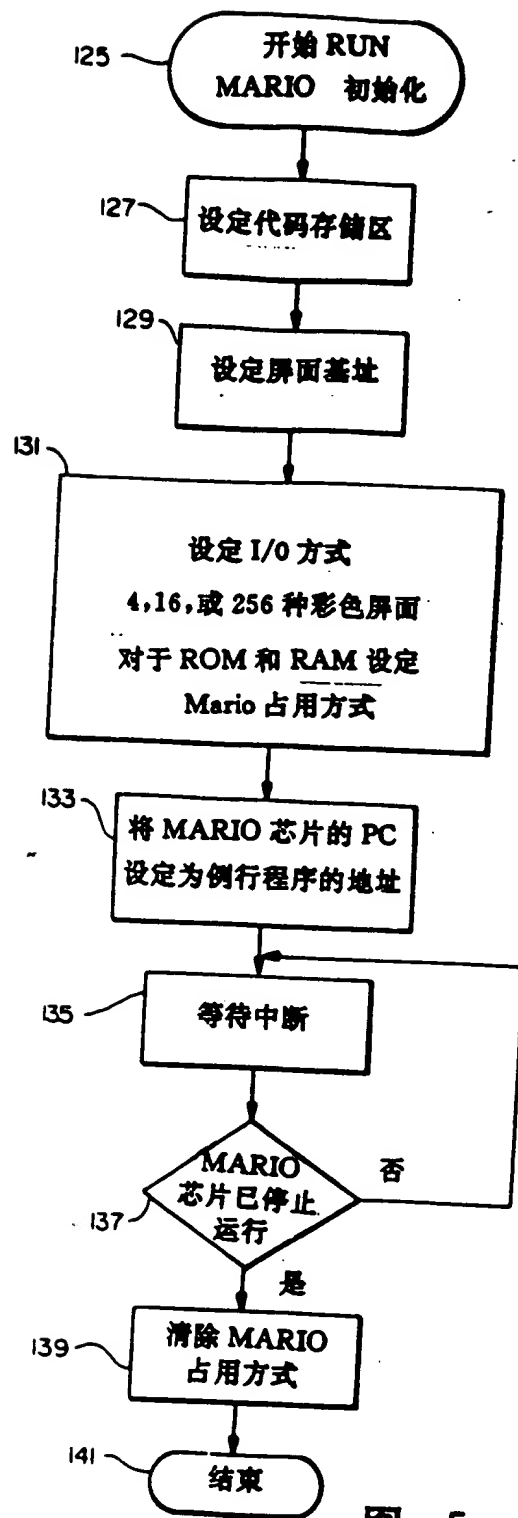 125
开始 RUN
MARIO 初始化
127
设定代码存储区
129
设定屏面基址
131
设定 I/0 方式
4,16,或 256 种彩色屏面
对于 ROM 和 RAM 设定
Mario 占用方式
133
将 MARIO 芯片的 PC
设定为例行程序的地址
135
等待中断
MARIO
芯片已停止
运行
137
否
是
139
清除 MARIO
占用方式
141
结束